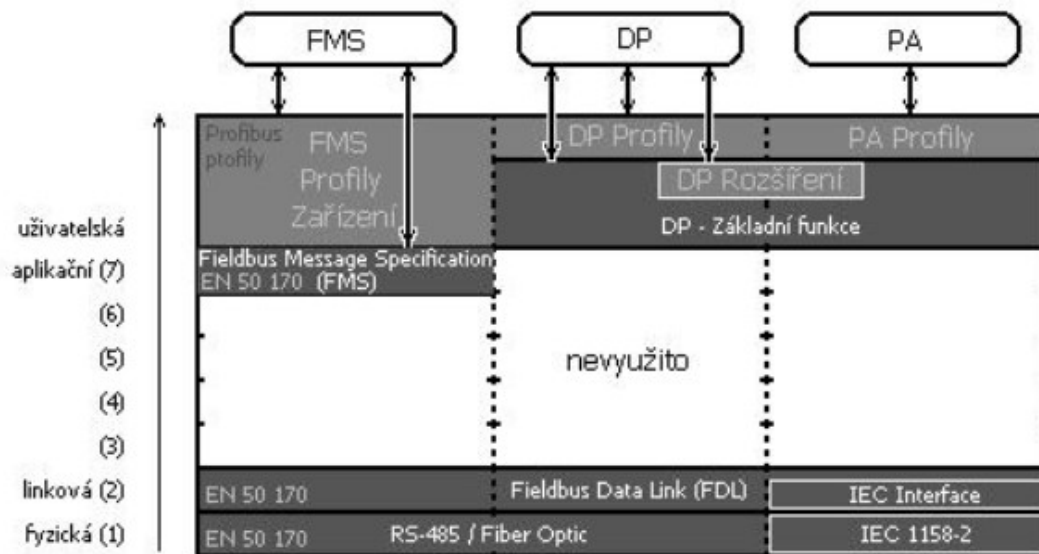 FMS
DP
PA
Profibus
ptofily
FMS
Profily
Zařízení
DP Profily
PA Profily
DP Rozšíření
DP - Základní funkce
uživatelská
aplikační (7)
Fieldbus Message Specification
EN 50 170 (FMS)
(6)
(5)
nevyužito
(4)
(3)
linková (2)
EN 50 170
Fieldbus Data Link (FDL)
IEC Interface
fyzická (1)
EN 50 170
RS-485 / Fiber Optic
IEC 1158-2